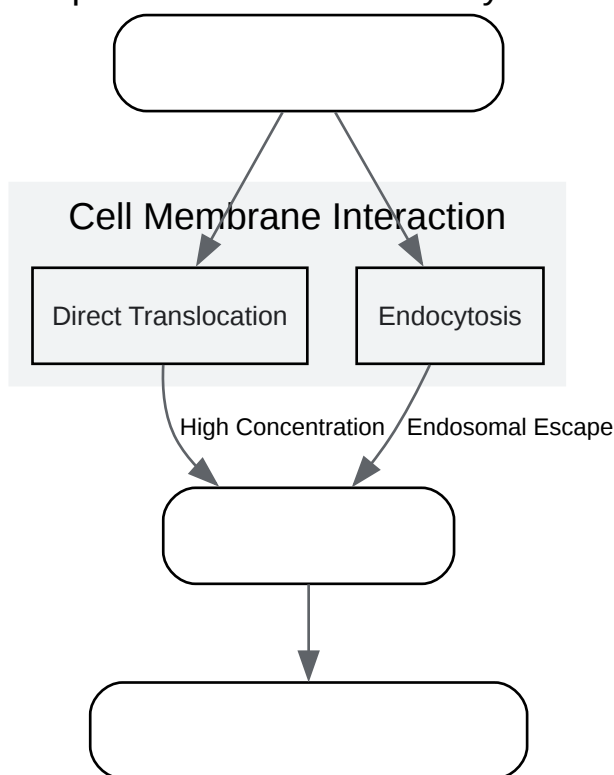 Cell Membrane Interaction
Direct Translocation
Endocytosis
High Concentration
Endosomal Escape